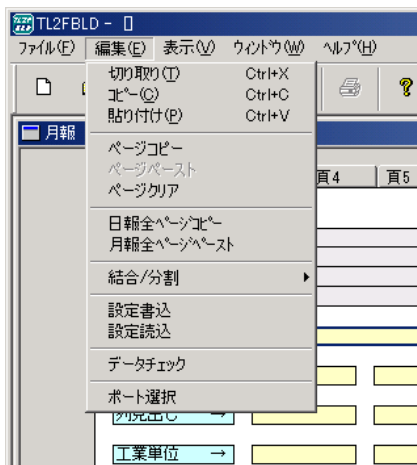 TL2FBLD - []
ﾌｧｲﾙ(F) 編集(E) 表示(V) ｳｨﾝﾄﾞｳ(W) ﾍﾙﾌﾟ(H)
切り取り(T) Ctrl+X
ｺﾋﾟｰ(C) Ctrl+C
貼り付け(P) Ctrl+V
月報
ページコピー
ページペースト
ページクリア
頁4 頁5
日報全ﾍﾟｰｼﾞｺﾋﾟｰ
月報全ﾍﾟｰｼﾞﾍﾟｰｽﾄ
結合/分割
設定書込
設定読込
データチェック
ポート選択
列見出し →
工業単位 →